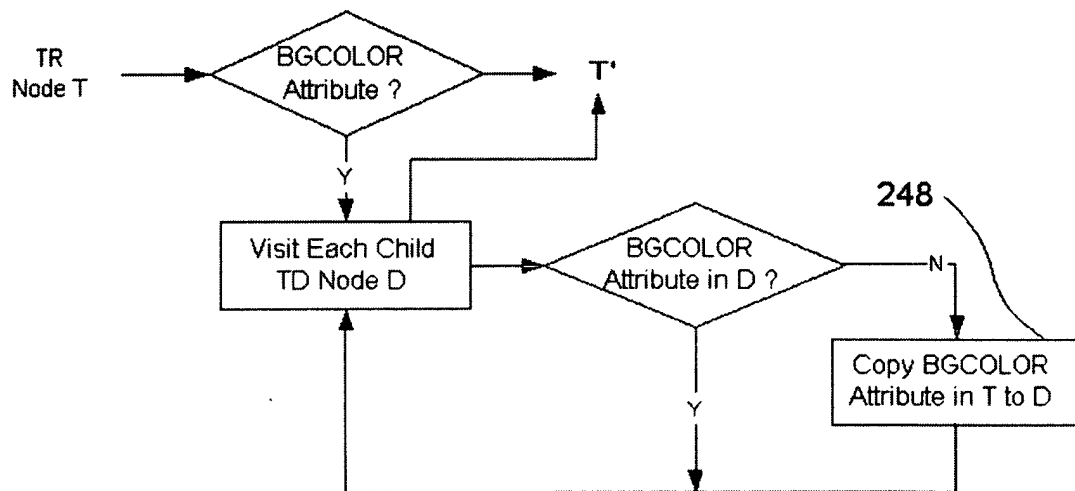 TR
Node T
BGCOLOR
Attribute ?
T'
Y
Visit Each Child
TD Node D
BGCOLOR
Attribute in D ?
N
248
Copy BGCOLOR
Attribute in T to D
Y